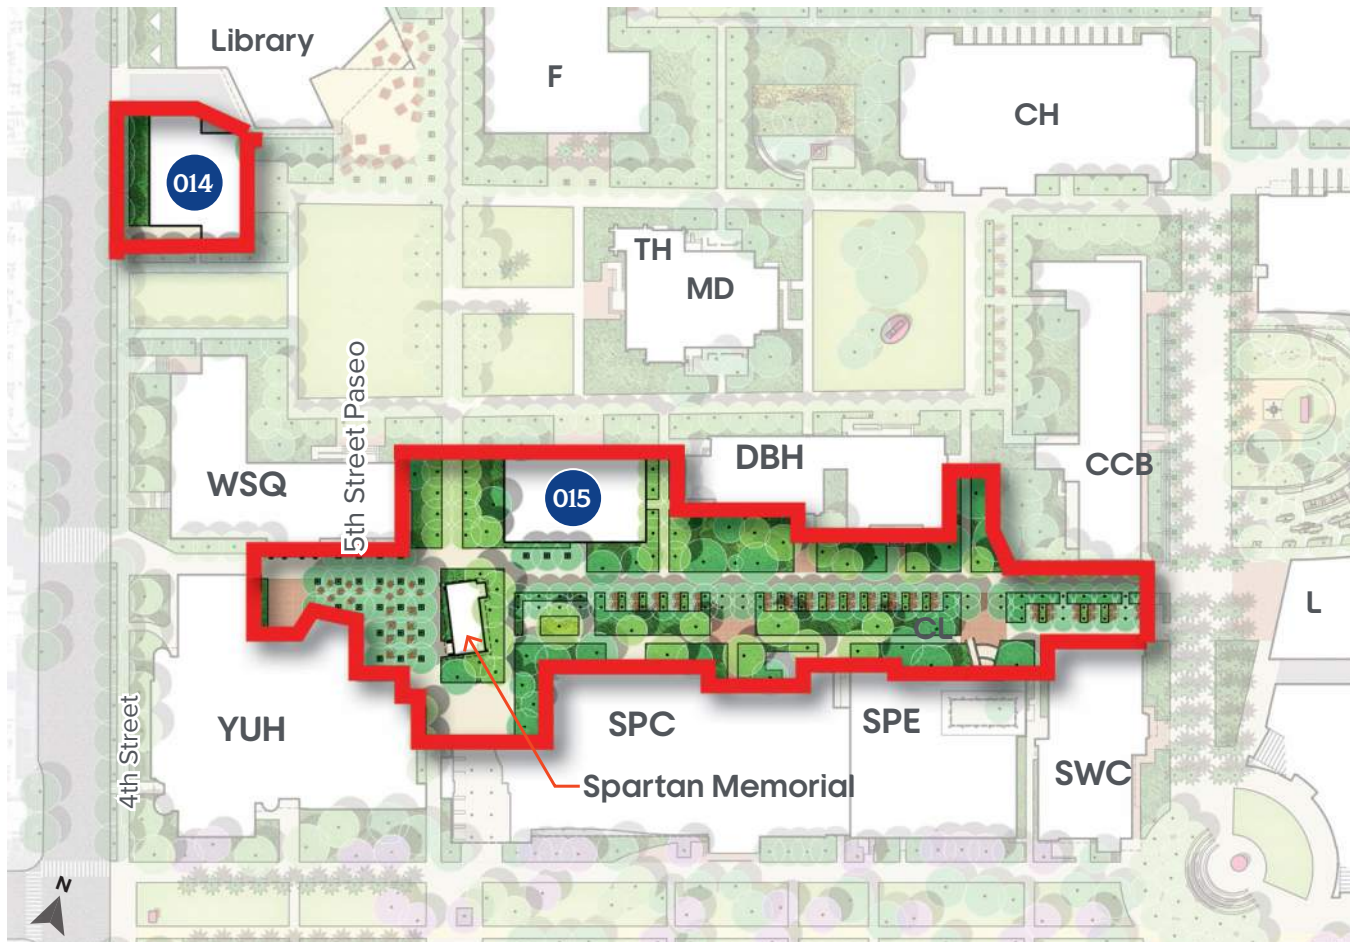 Library
F
CH
014
TH
MD
5th Street Paseo
DBH
CCB
WSQ
015
L
CL
4th Street
YUH
SPC
SPE
SWC
Spartan Memorial
N